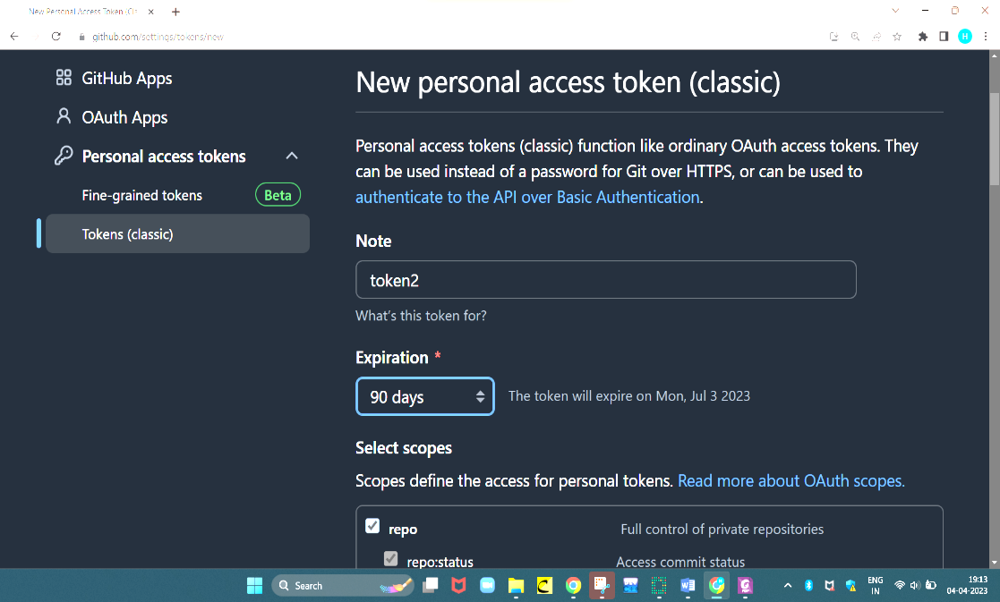 New Personal Access Token (Cla
github.com/settings/tokens/new
H
GitHub Apps
OAuth Apps
Personal access tokens
Fine-grained tokens
Beta
Tokens (classic)
New personal access token (classic)
Personal access tokens (classic) function like ordinary OAuth access tokens. They
can be used instead of a password for Git over HTTPS, or can be used to
authenticate to the API over Basic Authentication.
Note
token2
What's this token for?
Expiration *
90 days
The token will expire on Mon, Jul 3 2023
Select scopes
Scopes define the access for personal tokens. Read more about OAuth scopes.
repo
Full control of private repositories
repo:status
Access commit status
Search
ENG
IN
19:13
04-04-2023